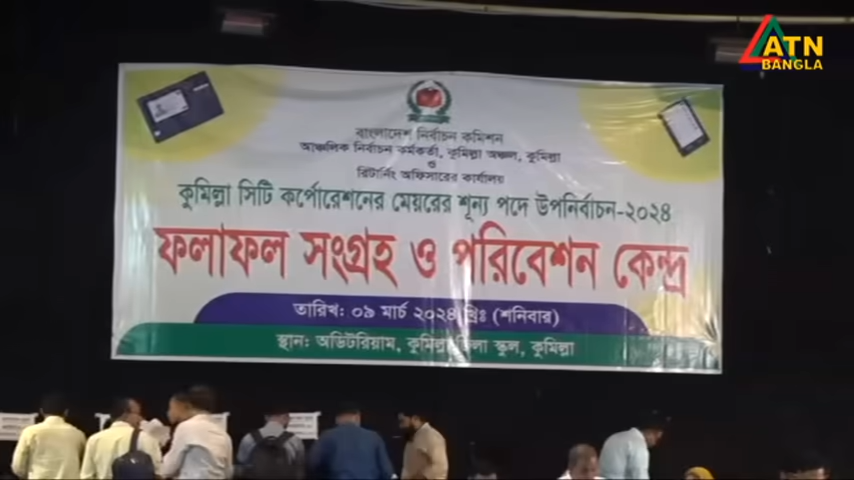 ATN
BANGLA
বাংলাদেশ নির্বাচন কমিশন
আঞ্চলিক নির্বাচন কর্মকর্তা, কুমিল্লা অঞ্চল, কুমিল্লা
ও
রিটার্নিং অফিসারের কার্যালয়
কুমিল্লা সিটি কর্পোরেশনের মেয়রের শূন্য পদে উপনির্বাচন-২০২৪
ফলাফল সংগ্রহ ও পরিবেশন কেন্দ্র
তারিখ: ০৯ মার্চ ২০২৪ খ্রিঃ (শনিবার)
স্থান: অডিটরিয়াম, কুমিল্লা জিলা স্কুল, কুমিল্লা